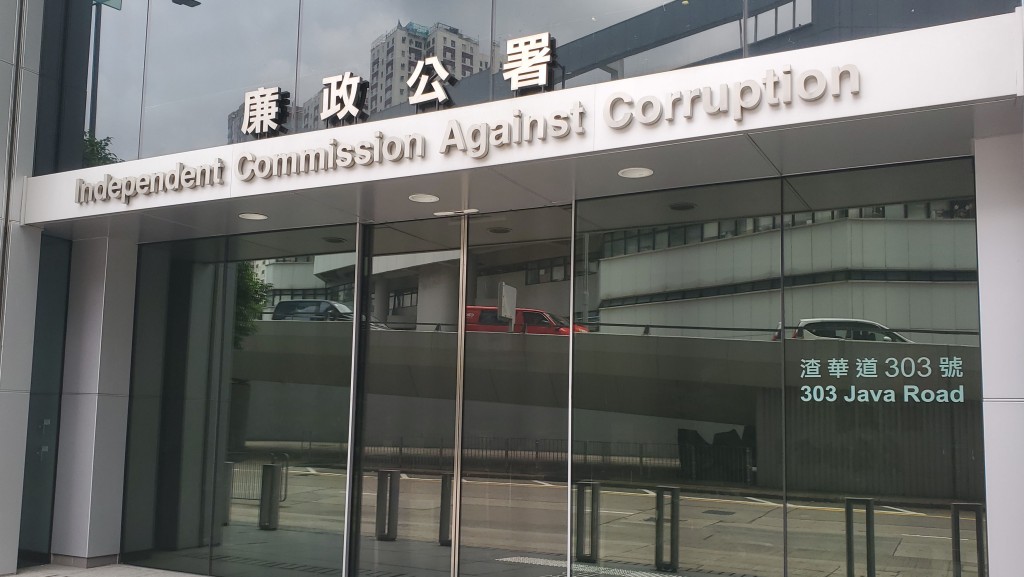 廉政公署
Independent Commission Against Corruption
渣華道303號
303 Java Road